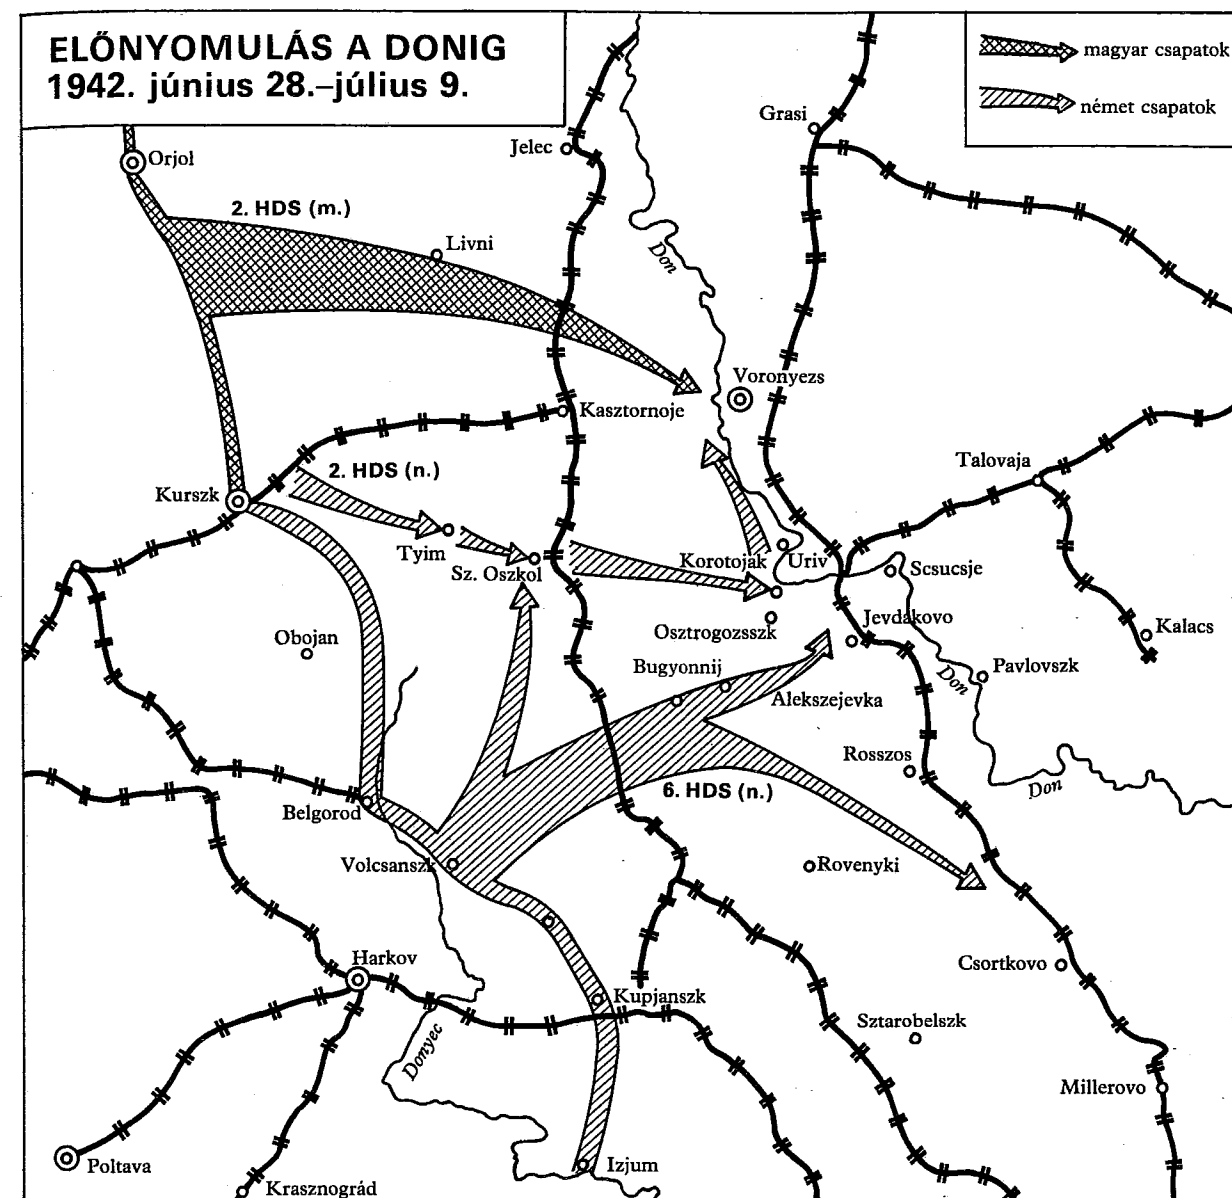 ELŐNYOMULÁS A DONIG
1942. június 28.–július 9.
magyar csapatok
német csapatok
Grasi
Jelec
Orjol
2. HDS (m.)
Livni
Don
Voronyezs
Kasztornoje
Talovaja
2. HDS (n.)
Kurszk
Tyim
Sz. Oszkol
Korotojak
Uriv
Scsucsje
Osztrogozsszk
Jevdakovo
Kalacs
Obojan
Bugyonnij
Pavlovszk
Don
Alekszejevka
Rosszos
6. HDS (n.)
Don
Belgorod
Volcsanszk
Rovenyki
Harkov
Csortkovo
Kupjanszk
Sztarobelszk
Donyec
Millerovo
Poltava
Izjum
Krasznográd